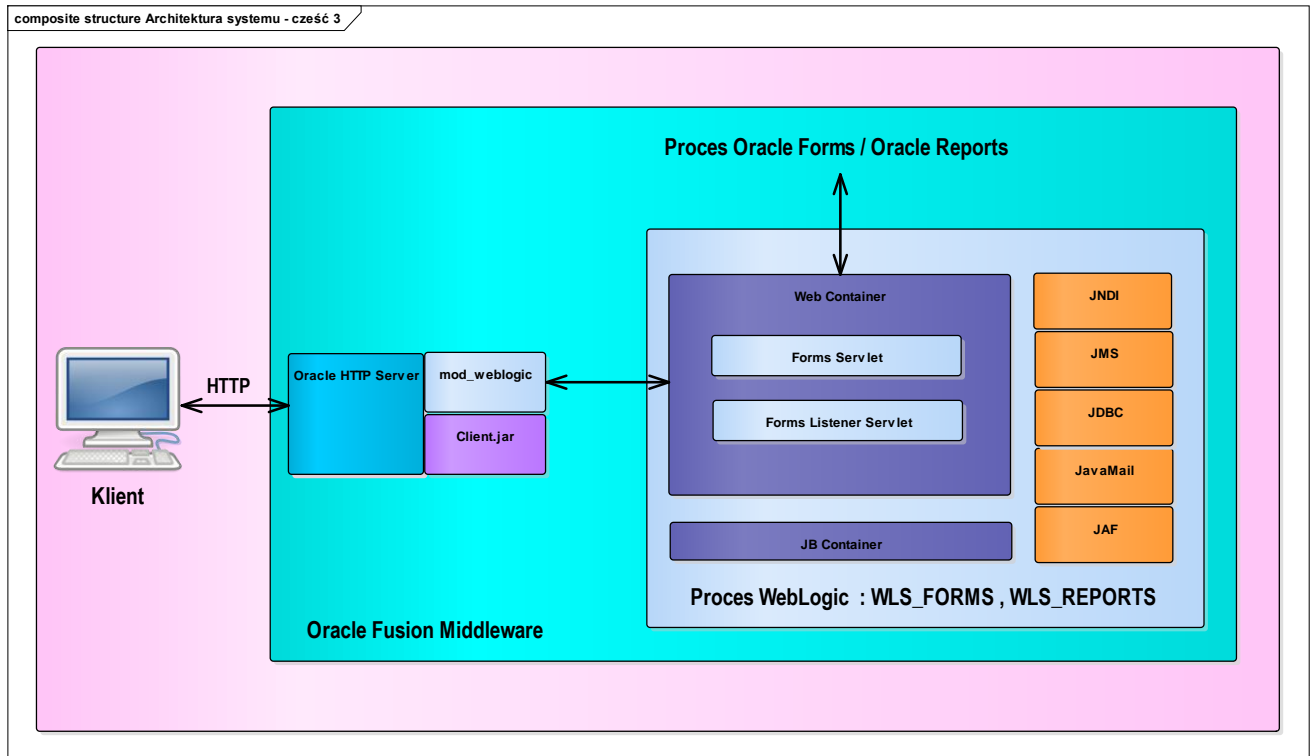 composite structure Architektura systemu - cześć 3
Proces Oracle Forms / Oracle Reports
Web Container
JNDI
Forms Servlet
JMS
HTTP
Oracle HTTP Server
mod_weblogic
Forms Listener Servlet
JDBC
Client.jar
JavaMail
Klient
JB Container
JAF
Proces WebLogic : WLS_FORMS , WLS_REPORTS
Oracle Fusion Middleware